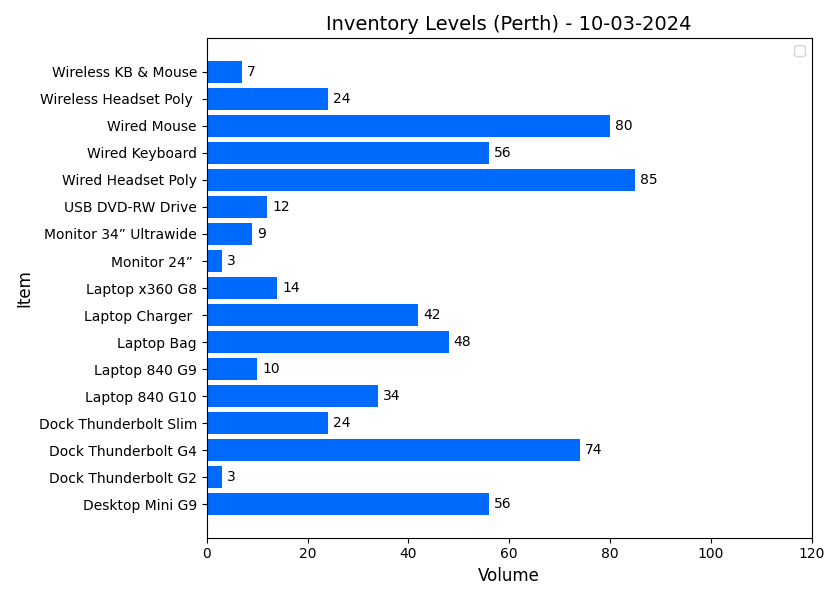 Inventory Levels (Perth) - 10-03-2024
Wireless KB & Mouse 7
Wireless Headset Poly 24
Wired Mouse 80
Wired Keyboard 56
Wired Headset Poly 85
USB DVD-RW Drive 12
Monitor 34” Ultrawide 9
Monitor 24” 3
Laptop x360 G8 14
Laptop Charger 42
Laptop Bag 48
Laptop 840 G9 10
Laptop 840 G10 34
Dock Thunderbolt Slim 24
Dock Thunderbolt G4 74
Dock Thunderbolt G2 3
Desktop Mini G9 56
Item
0 20 40 60 80 100 120
Volume